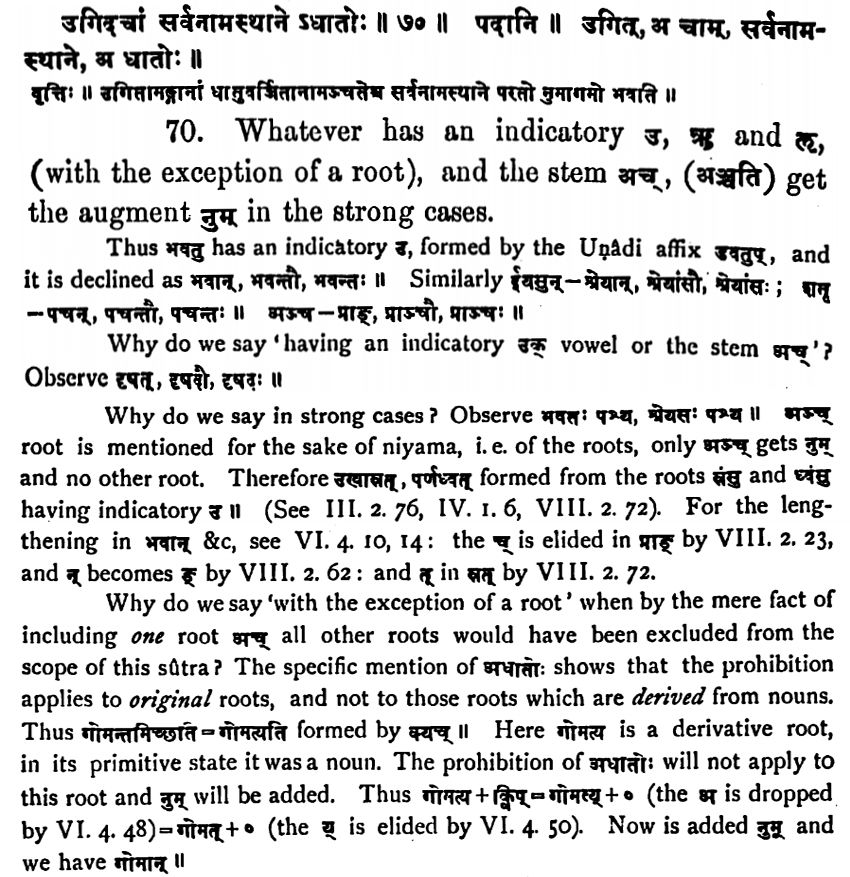 उगिदचां सर्वनामस्थाने ऽधातोः ॥ ७० ॥ पदानि ॥ उगित्, अ चाम्, सर्वनाम-
स्थाने, अ धातोः ॥
वृत्तिः ॥ उगितामङ्गानां धातुवर्जितानामञ्चतेश्च सर्वनामस्थाने परतो नुमागमो भवति ॥
70. Whatever has an indicatory उ, ऋ and ऌ,
(with the exception of a root), and the stem अच्, (अञ्चति) get
the augment नुम् in the strong cases.
Thus भवतु has an indicatory उ, formed by the Uṇâdi affix डवतुप्, and
it is declined as भवान्, भवन्तौ, भवन्तः ॥ Similarly ईयसुन्—श्रेयान्, श्रेयांसौ, श्रेयांसः ; शतृ
—पचन्, पचन्तौ, पचन्तः ॥ अञ्च—प्राङ्, प्राञ्चौ, प्राञ्चः ॥
Why do we say 'having an indicatory उक् vowel or the stem अच्'?
Observe दृषत्, दृषदौ, दृषदः ॥
Why do we say in strong cases? Observe भवतः पश्य, श्रेयसः पश्य ॥ अञ्च्
root is mentioned for the sake of niyama, i. e. of the roots, only अञ्च् gets नुम्
and no other root. Therefore उखास्रत्, पर्णध्वत् formed from the roots स्रंसु and ध्वंसु
having indicatory उ ॥ (See III. 2. 76, IV. 1. 6, VIII. 2. 72). For the leng-
thening in भवान् &c, see VI. 4. 10, 14: the च् is elided in प्राङ् by VIII. 2. 23,
and न् becomes ङ् by VIII. 2. 62: and त् in स्रत् by VIII. 2. 72.
Why do we say 'with the exception of a root' when by the mere fact of
including one root अच् all other roots would have been excluded from the
scope of this sûtra? The specific mention of अधातोः shows that the prohibition
applies to original roots, and not to those roots which are derived from nouns.
Thus गोमन्तमिच्छति = गोमत्यति formed by क्यच् ॥ Here गोमत्य is a derivative root,
in its primitive state it was a noun. The prohibition of अधातोः will not apply to
this root and नुम् will be added. Thus गोमत्य + क्विप् = गोमत्य् + ० (the अ is dropped
by VI. 4. 48) = गोमत् + ० (the य् is elided by VI. 4. 50). Now is added नुम् and
we have गोमान् ॥